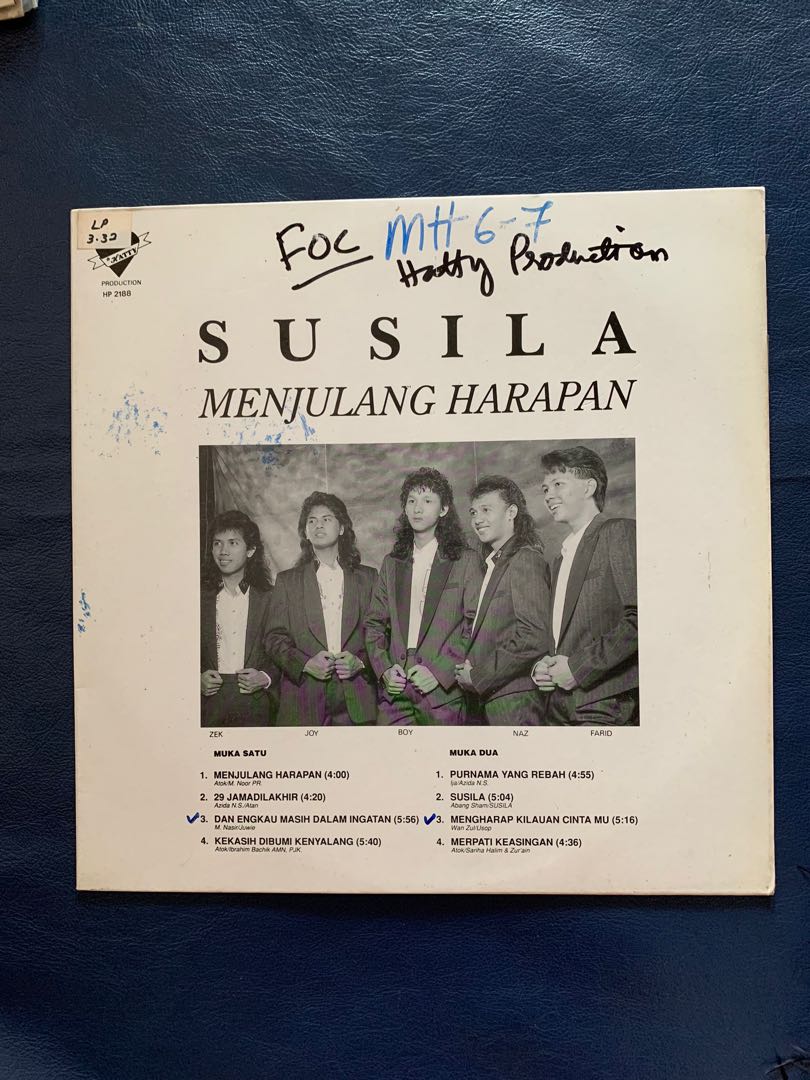 LP
3.32
HATTY
PRODUCTION
HP 2188
FOC MH 6-7
Hatty Production
SUSILA
MENJULANG HARAPAN
ZEK JOY BOY NAZ FARID
MUKA SATU
1. MENJULANG HARAPAN (4:00)
Atok/M. Noor PR.
2. 29 JAMADILAKHIR (4:20)
Azida N.S./Atan
3. DAN ENGKAU MASIH DALAM INGATAN (5:56)
M. Nasir/Juwie
4. KEKASIH DIBUMI KENYALANG (5:40)
Atok/Ibrahim Bachik AMN, PJK.
MUKA DUA
1. PURNAMA YANG REBAH (4:55)
Ija/Azida N.S.
2. SUSILA (5:04)
Abang Sham/SUSILA
3. MENGHARAP KILAUAN CINTA MU (5:16)
Wan Zul/Usop
4. MERPATI KEASINGAN (4:36)
Atok/Sariha Halim & Zur'ain